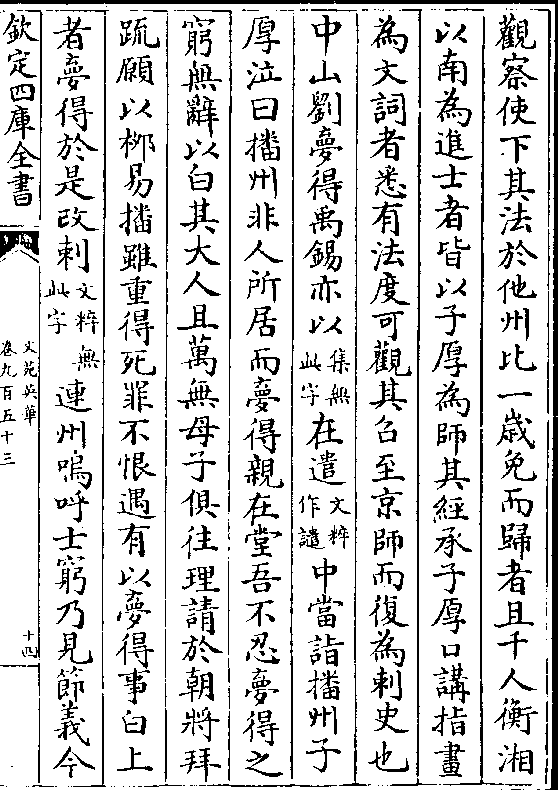 觀察使下其法於他州比一歳免而歸者且千人衡湘
以南為進士者皆以子厚為師其經承子厚口講指畫
為文詞者悉有法度可觀其召至京師而復為刺史也
中山劉夢得禹錫亦以集無此字在遣文粹作譴中當詣播州子
厚泣曰播州非人所居而夢得親在堂吾不忍夢得之
窮無辭以白其大人且萬無母子俱往理請於朝將拜
䟽願以栁易播雖重得死罪不恨遇有以夢得事白上
者夢得於是改刺文粹無此字連州嗚呼士窮乃見節義今
欽定四庫全書
文苑英華
卷九百五十三
十四